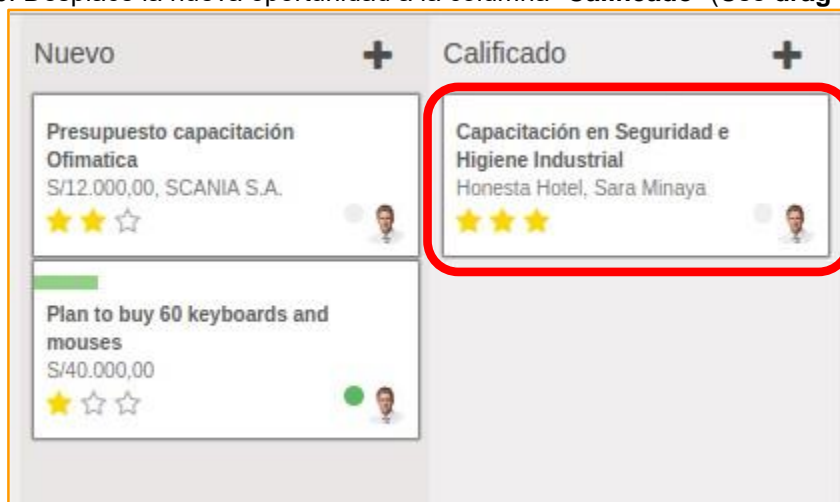 Nuevo
Presupuesto capacitación
Ofimatica
S/12.000,00, SCANIA S.A.
Plan to buy 60 keyboards and
mouses
S/40.000,00
Calificado
Capacitación en Seguridad e
Higiene Industrial
Honesta Hotel, Sara Minaya